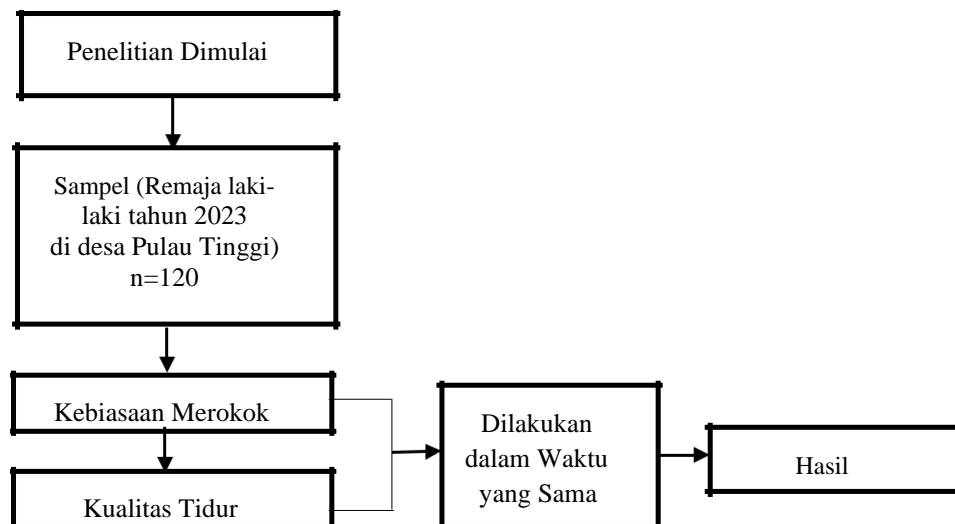 Penelitian Dimulai
Sampel (Remaja laki-
laki tahun 2023
di desa Pulau Tinggi)
n=120
Kebiasaan Merokok
Kualitas Tidur
Dilakukan
dalam Waktu
yang Sama
Hasil